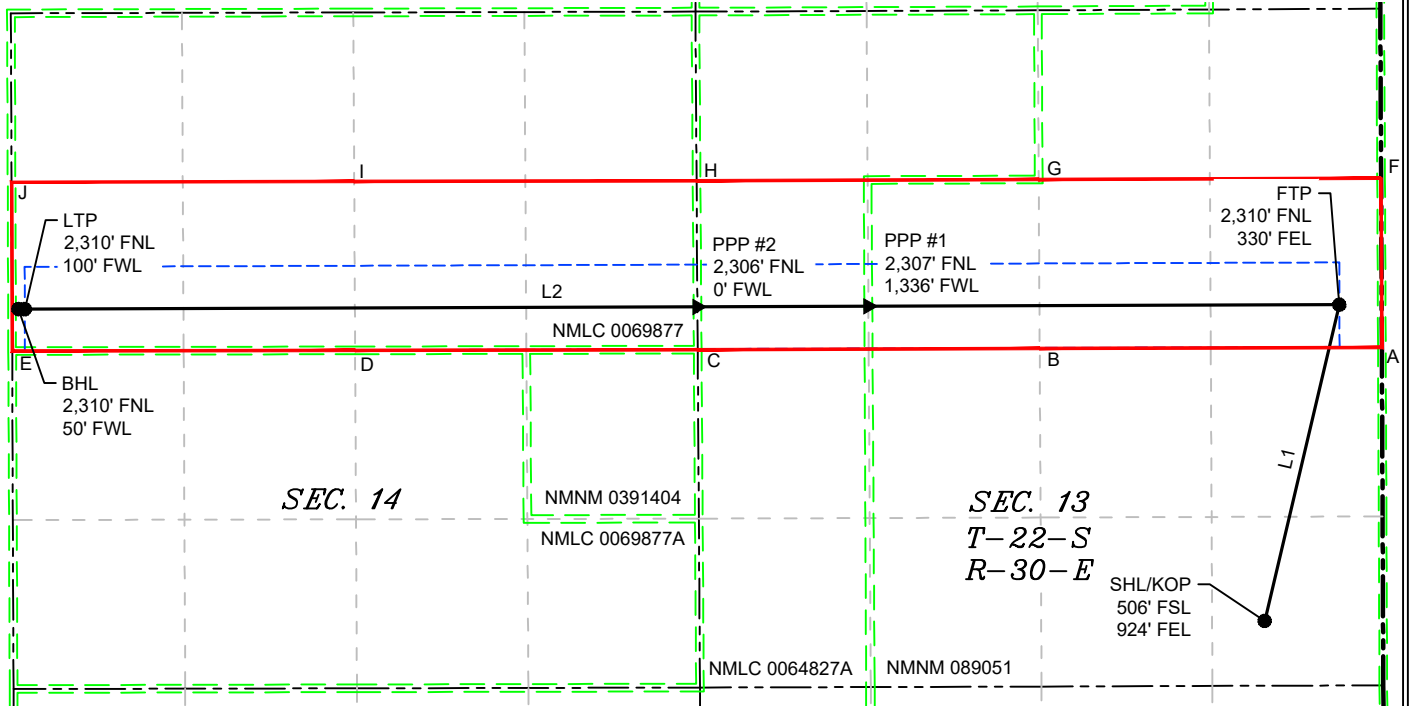 I
H
G
F
J
LTP
2,310' FNL
100' FWL
PPP #2
2,306' FNL
0' FWL
PPP #1
2,307' FNL
1,336' FWL
FTP
2,310' FNL
330' FEL
L2
NMLC 0069877
E
D
C
B
A
BHL
2,310' FNL
50' FWL
L1
SEC. 14
NMNM 0391404
NMLC 0069877A
SEC. 13
T-22-S
R-30-E
SHL/KOP
506' FSL
924' FEL
NMLC 0064827A
NMNM 089051